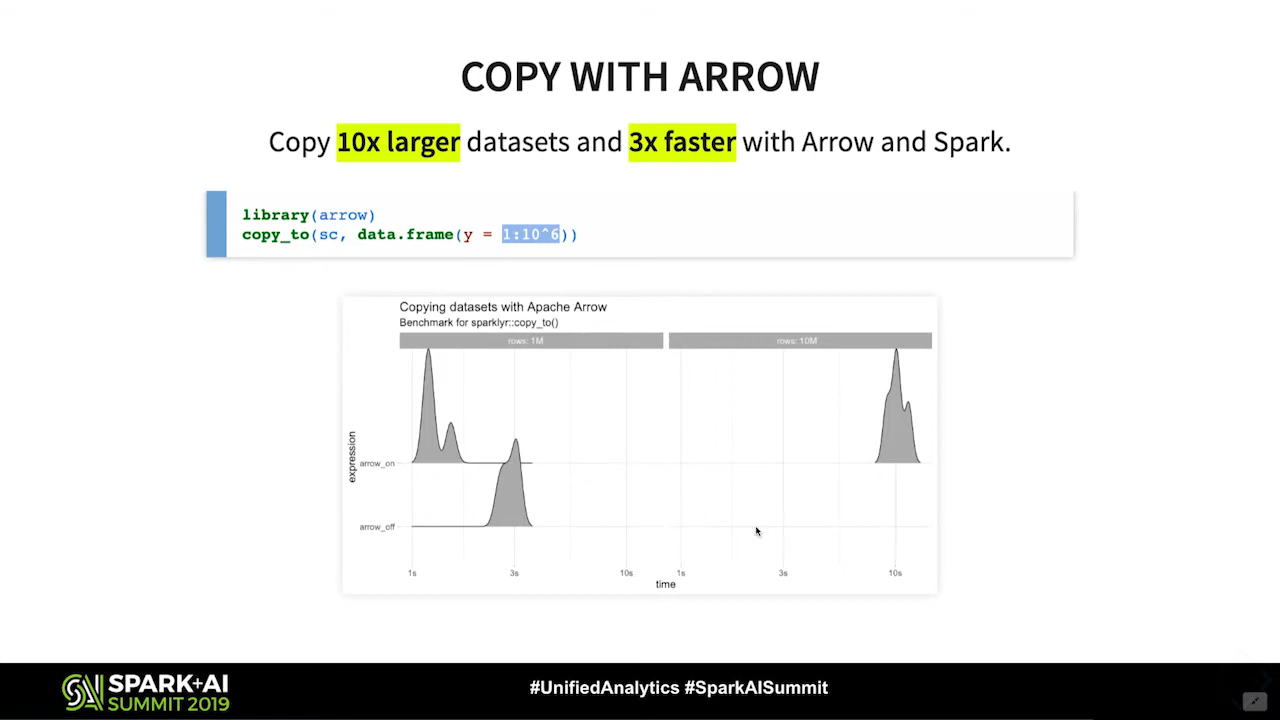 COPY WITH ARROW
Copy 10x larger datasets and 3x faster with Arrow and Spark.
library(arrow)
copy_to(sc, data.frame(y = 1:10^6))
Copying datasets with Apache Arrow
Benchmark for sparklyr::copy_to()
rows: 1M
rows: 10M
expression
arrow_on
arrow_off
1s
3s
10s
1s
3s
10s
time
SPARK+AI
SUMMIT 2019
#UnifiedAnalytics #SparkAISummit